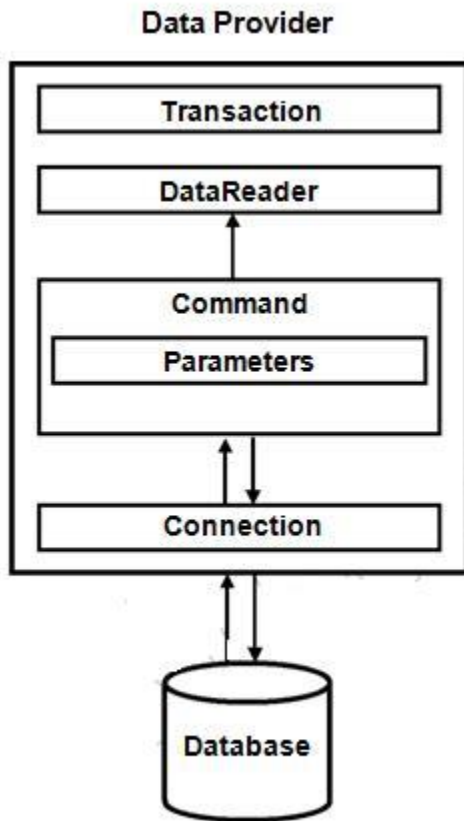 Data Provider
Transaction
DataReader
Command
Parameters
Connection
Database